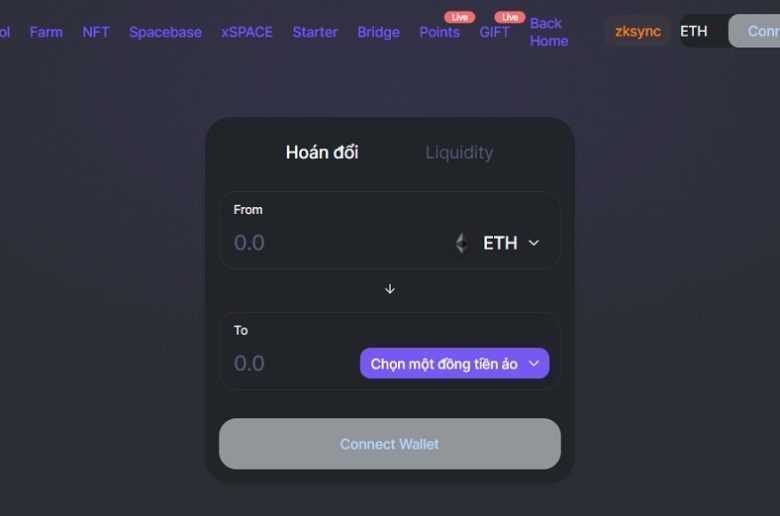 ol Farm NFT Spacebase xSPACE Starter Bridge Points Live GIFT Live Back Home zksync ETH Conn
Hoán đổi Liquidity
From
0.0 ETH
To
0.0 Chọn một đồng tiền ảo
Connect Wallet